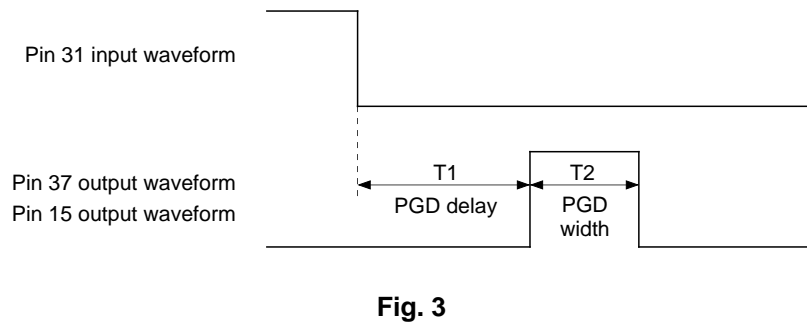 Pin 31 input waveform
Pin 37 output waveform
Pin 15 output waveform
T1
PGD delay
T2
PGD
width
Fig. 3